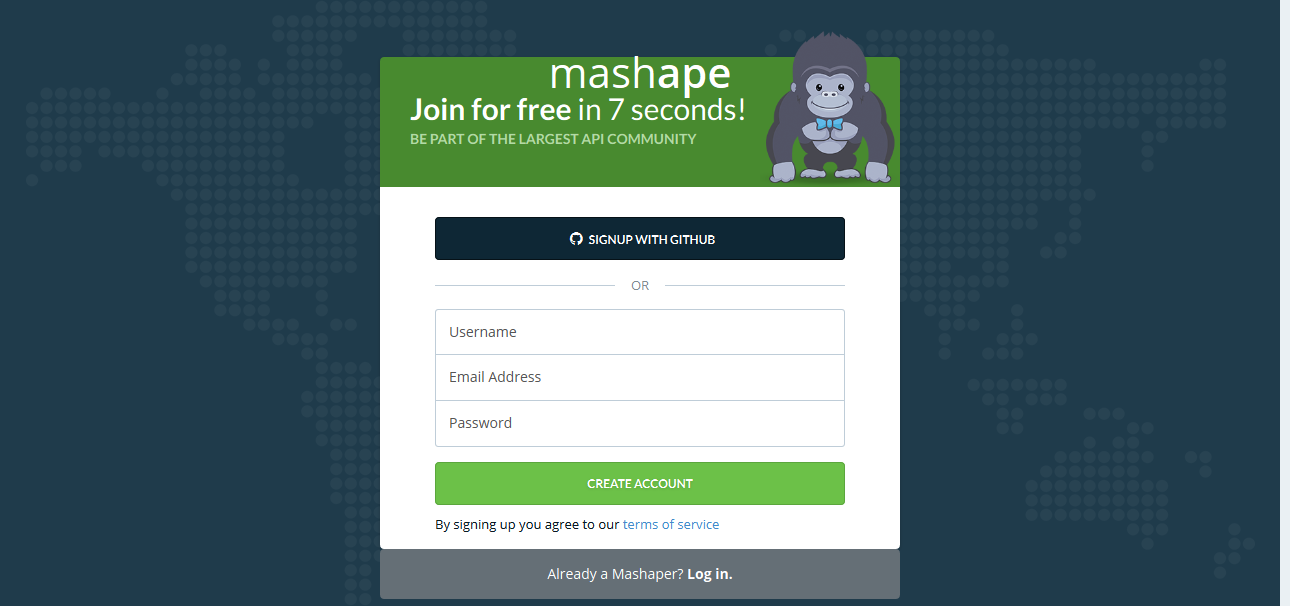 mashape
Join for free in 7 seconds!
BE PART OF THE LARGEST API COMMUNITY
SIGNUP WITH GITHUB
OR
Username
Email Address
Password
CREATE ACCOUNT
By signing up you agree to our terms of service
Already a Mashaper? Log in.